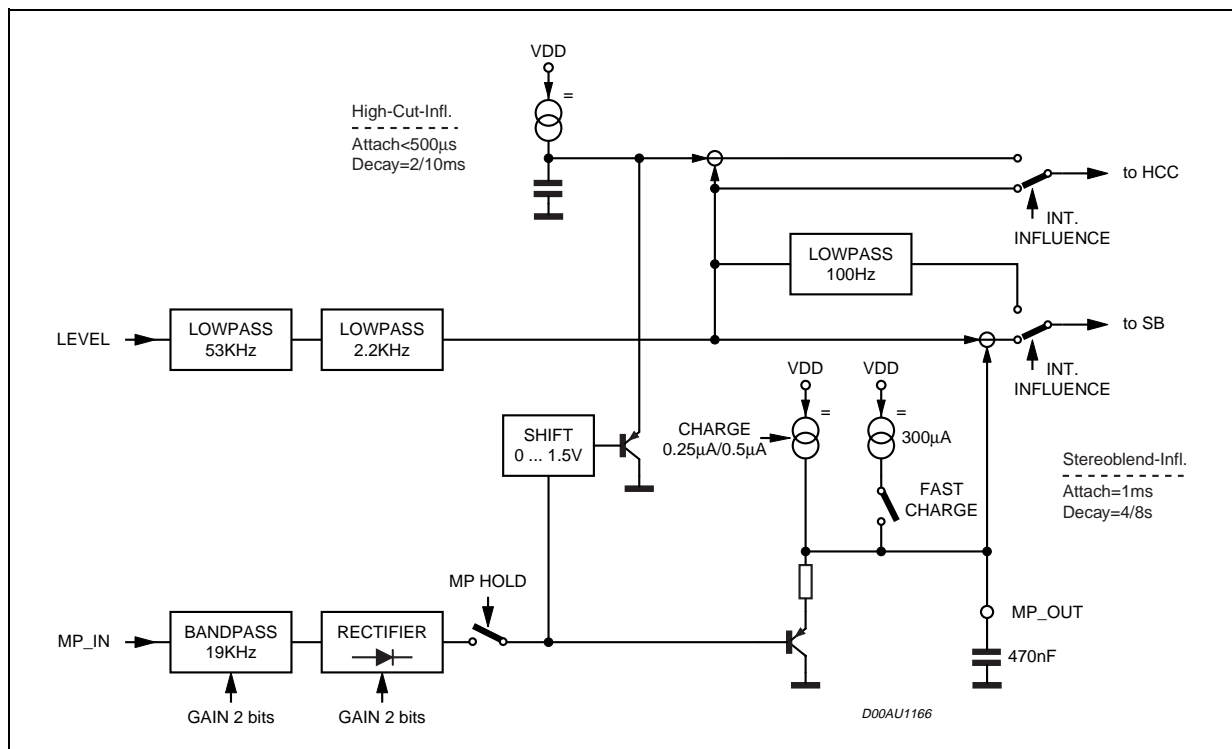 VDD
=
High-Cut-Infl.
Attach<500µs
Decay=2/10ms
to HCC
INT.
INFLUENCE
LOWPASS
100Hz
LEVEL
LOWPASS
53KHz
LOWPASS
2.2KHz
to SB
INT.
INFLUENCE
VDD
VDD
=
=
SHIFT
0 ... 1.5V
CHARGE
0.25µA/0.5µA
300µA
FAST
CHARGE
Stereoblend-Infl.
Attach=1ms
Decay=4/8s
MP HOLD
MP_IN
BANDPASS
19KHz
RECTIFIER
MP_OUT
470nF
GAIN 2 bits
GAIN 2 bits
D00AU1166